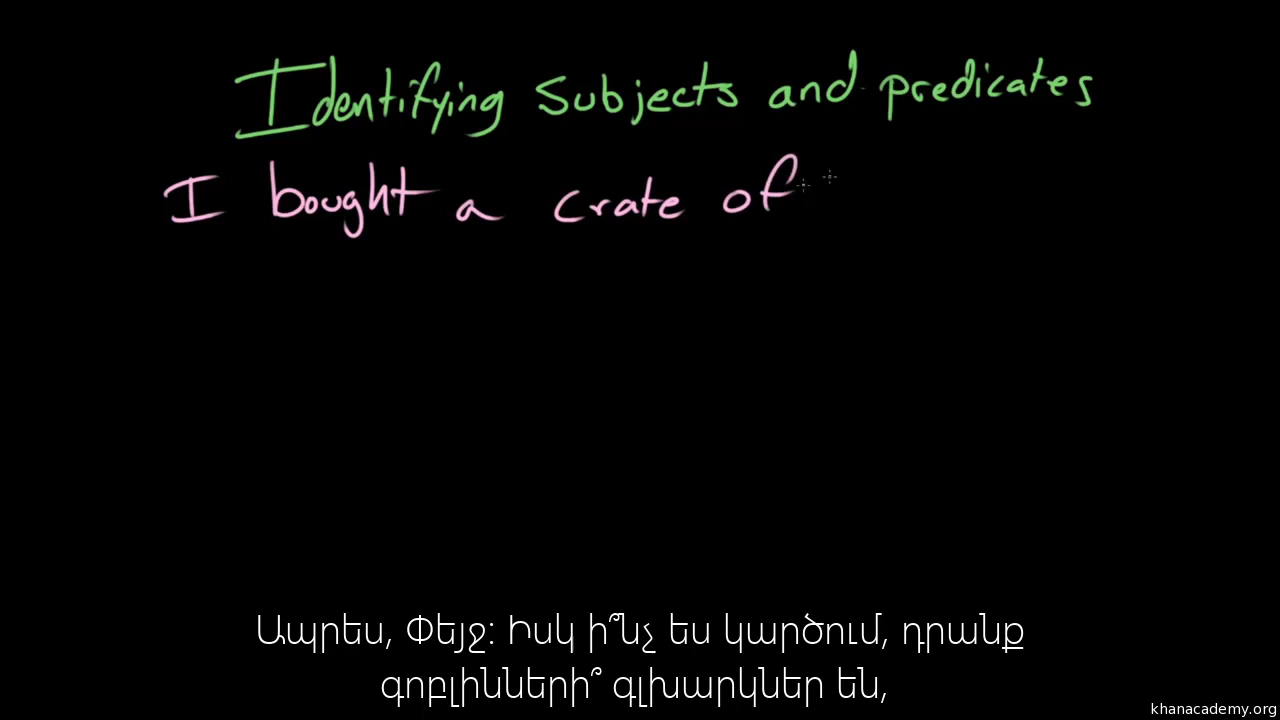 Identifying subjects and predicates
I bought a crate of
Ապրես, Փեյջ: Իսկ ի՞նչ ես կարծում, դրանք
գոբլինների՞ գլխարկներ են,
khanacademy.org